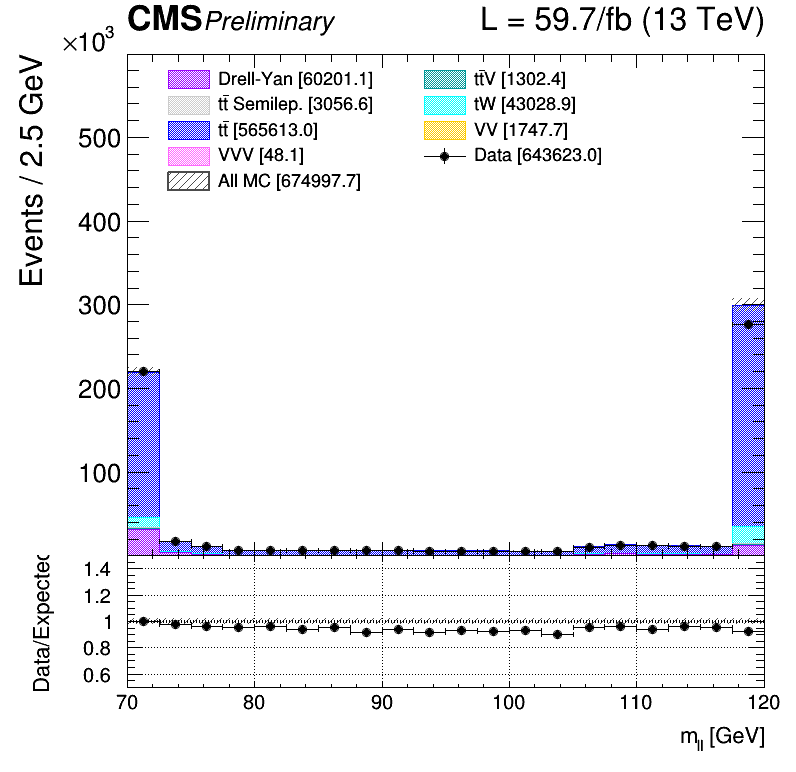 CMS Preliminary L = 59.7/fb (13 TeV)
×10³
Events / 2.5 GeV
Drell-Yan [60201.1]
tt̄ Semilep. [3056.6]
tt̄ [565613.0]
VVV [48.1]
All MC [674997.7]
tt̄V [1302.4]
tW [43028.9]
VV [1747.7]
Data [643623.0]
500
400
300
200
100
Data/Expected
1.4
1.2
1
0.8
0.6
70 80 90 100 110 120
m_ll [GeV]